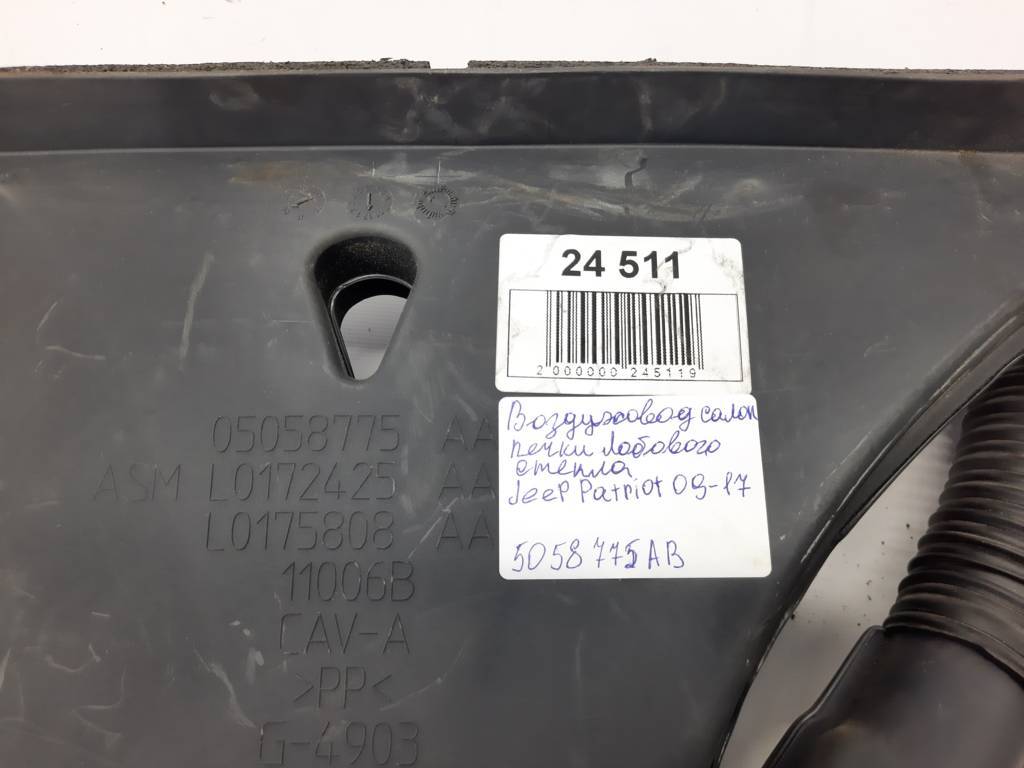 24 511
2 000000 245119
Воздуховод салон
печки лобового
стекла
Jeep Patriot 09-17
5058775AB
05058775 AA
ASM L0172425 AA
L0175808 AA
11006B
CAV-A
>PP<
G-4903